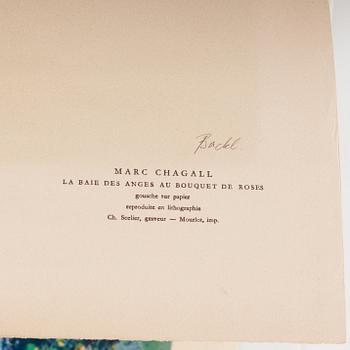 Backl.
MARC CHAGALL
LA BAIE DES ANGES AU BOUQUET DE ROSES
gouache sur papier
reproduite en lithographie
Ch. Sorlier, graveur — Mourlot, imp.